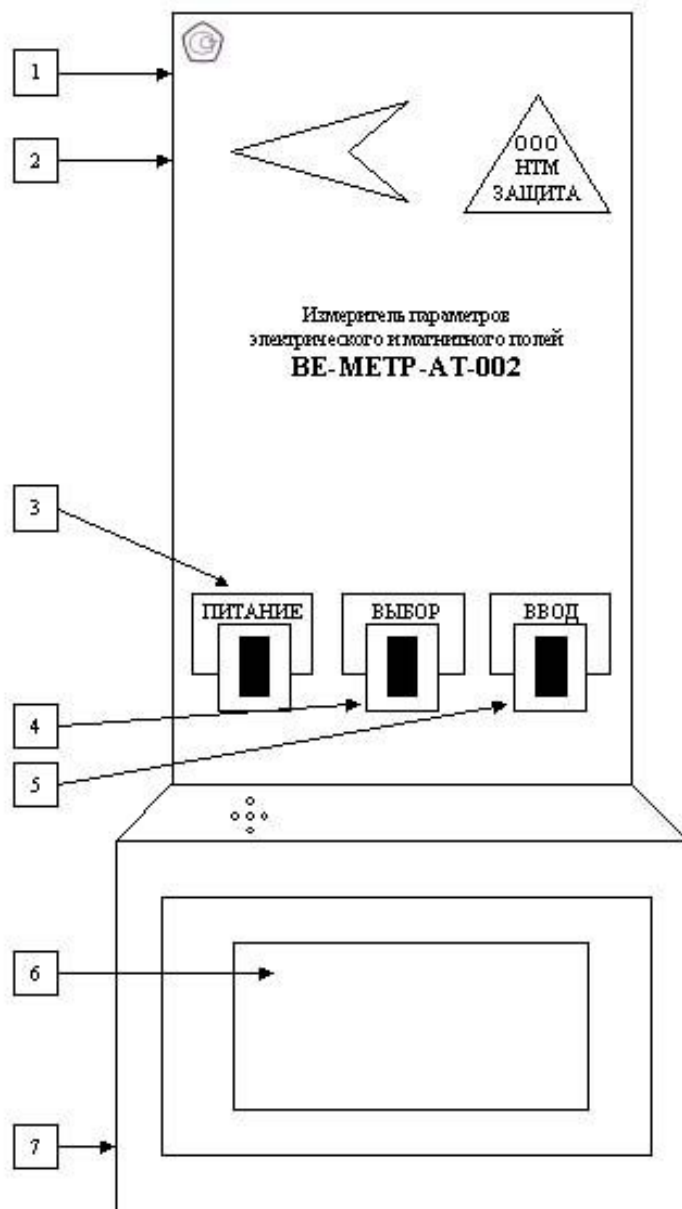 1
2
ООО
НТМ
ЗАЩИТА
Измеритель параметров
электрического и магнитного полей
ВЕ-МЕТР-АТ-002
3
ПИТАНИЕ ВЫБОР ВВОД
4
5
6
7